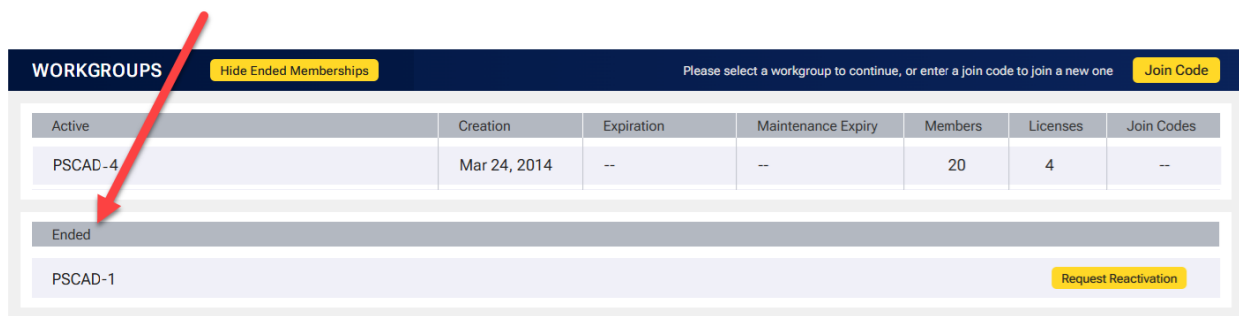 WORKGROUPS Hide Ended Memberships Please select a workgroup to continue, or enter a join code to join a new one Join Code
Active Creation Expiration Maintenance Expiry Members Licenses Join Codes
PSCAD-4 Mar 24, 2014 -- -- 20 4 --
Ended
PSCAD-1 Request Reactivation